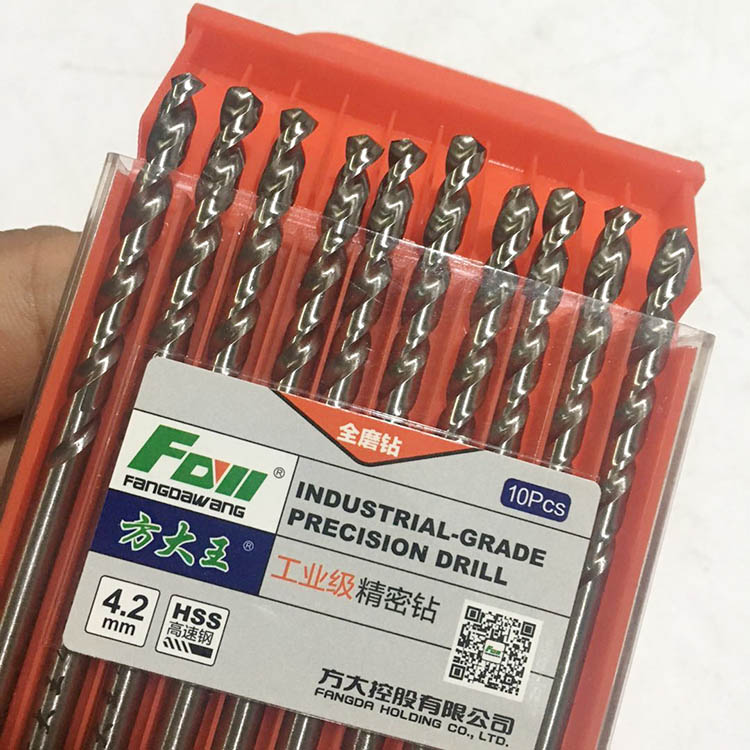 全磨钻
FDW ®
FANGDAWANG
方大王 ®
INDUSTRIAL-GRADE
PRECISION DRILL
10Pcs
工业级精密钻
4.2
mm
HSS
高速钢
方大控股有限公司
FANGDA HOLDING CO., LTD.